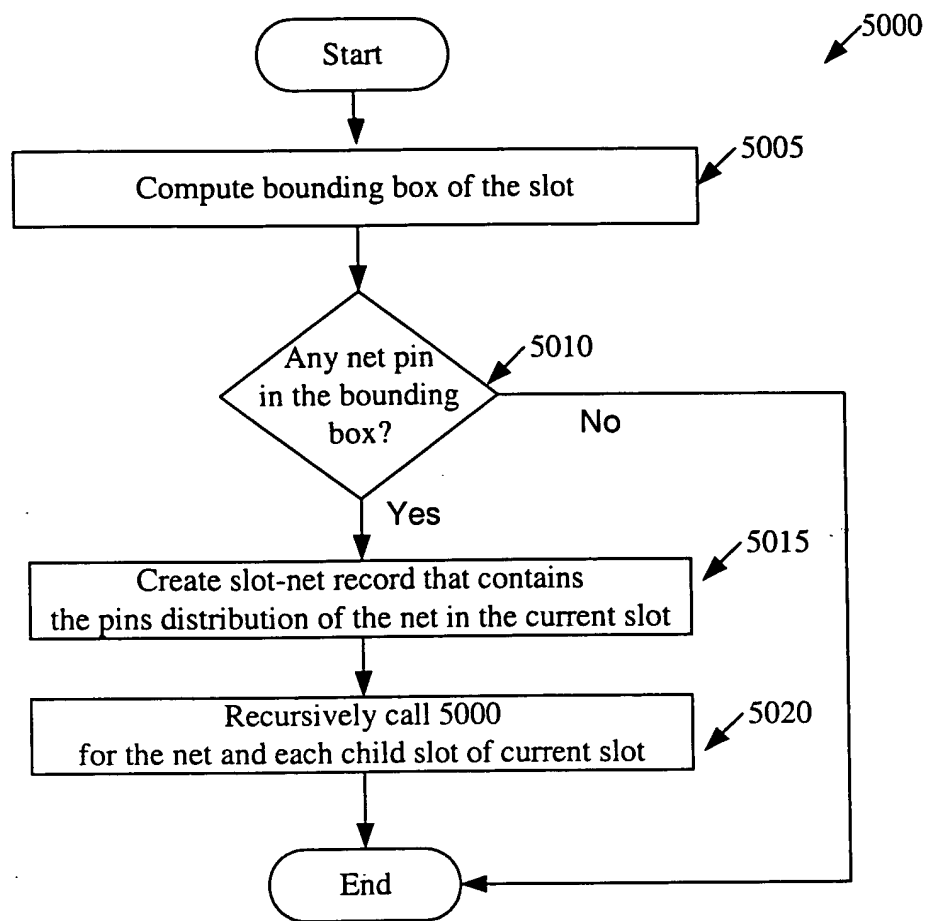 5000
Start
5005
Compute bounding box of the slot
5010
Any net pin
in the bounding
box?
No
Yes
5015
Create slot-net record that contains
the pins distribution of the net in the current slot
5020
Recursively call 5000
for the net and each child slot of current slot
End